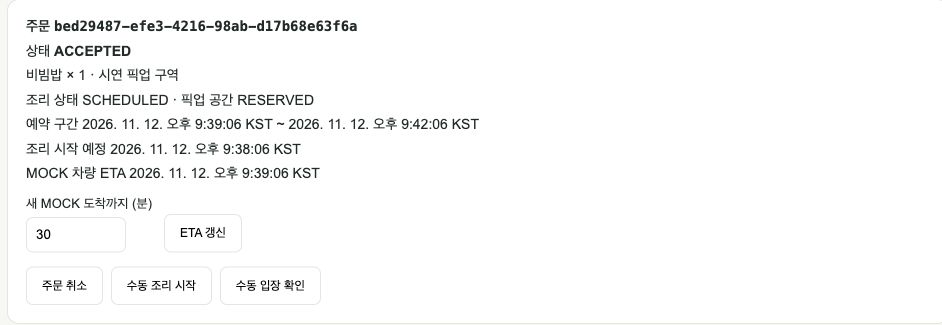 주문 bed29487-efe3-4216-98ab-d17b68e63f6a
상태 ACCEPTED
비빔밥 × 1 · 시연 픽업 구역
조리 상태 SCHEDULED · 픽업 공간 RESERVED
예약 구간 2026. 11. 12. 오후 9:39:06 KST ~ 2026. 11. 12. 오후 9:42:06 KST
조리 시작 예정 2026. 11. 12. 오후 9:38:06 KST
MOCK 차량 ETA 2026. 11. 12. 오후 9:39:06 KST
새 MOCK 도착까지 (분)
30 ETA 갱신
주문 취소 수동 조리 시작 수동 입장 확인